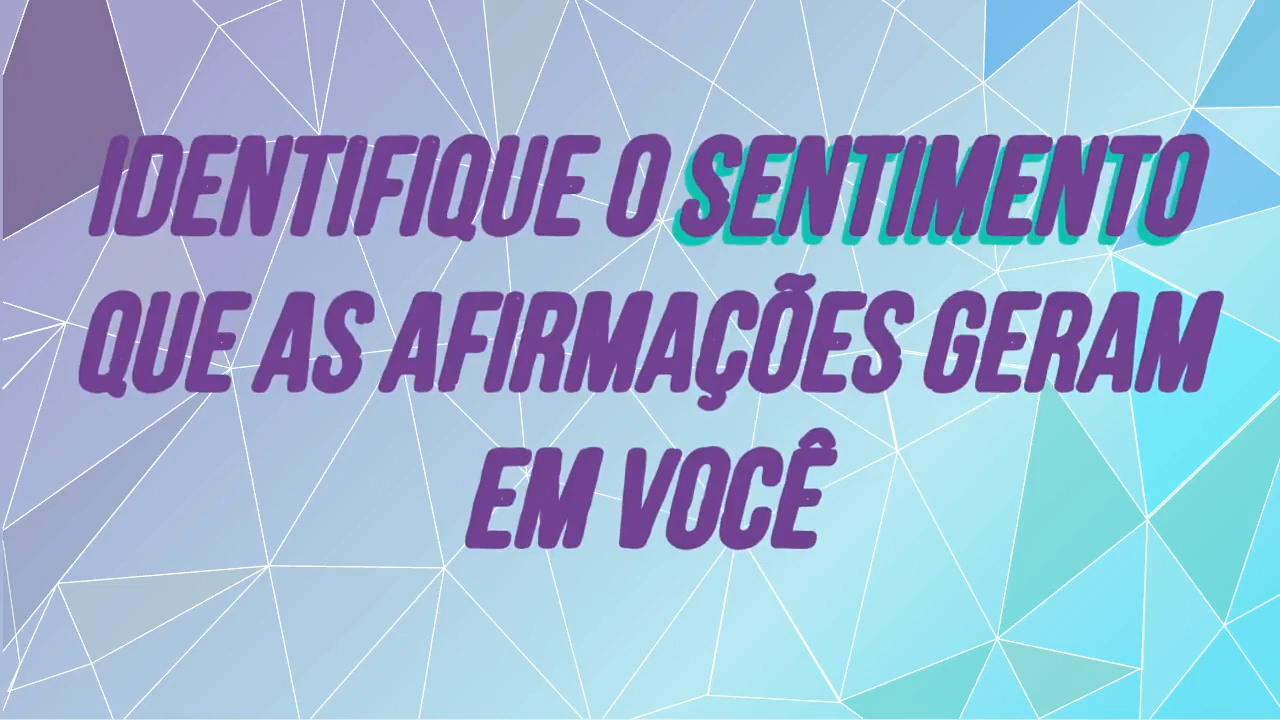 IDENTIFIQUE O SENTIMENTO
QUE AS AFIRMAÇÕES GERAM
EM VOCÊ